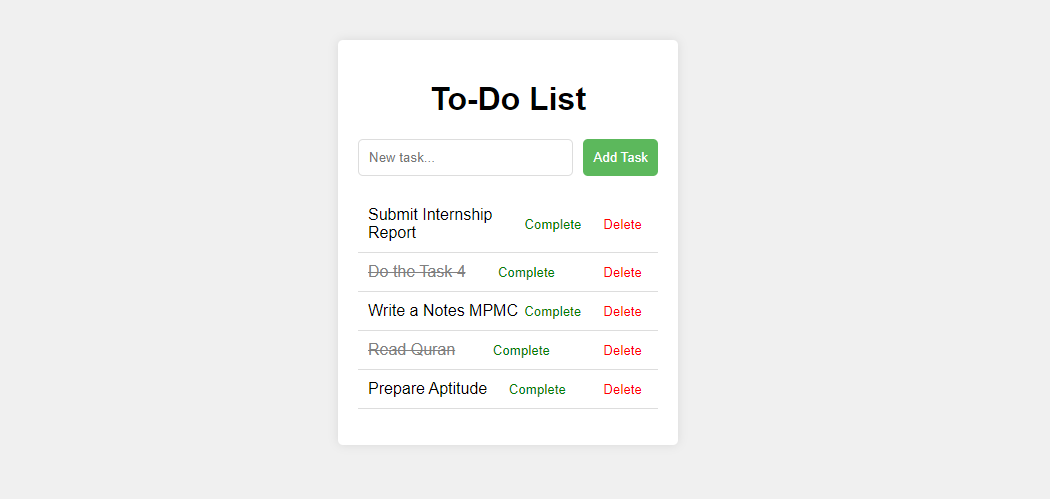 To-Do List
New task...
Add Task
Submit Internship
Report
Complete
Delete
Do the Task 4
Complete
Delete
Write a Notes MPMC
Complete
Delete
Read Quran
Complete
Delete
Prepare Aptitude
Complete
Delete